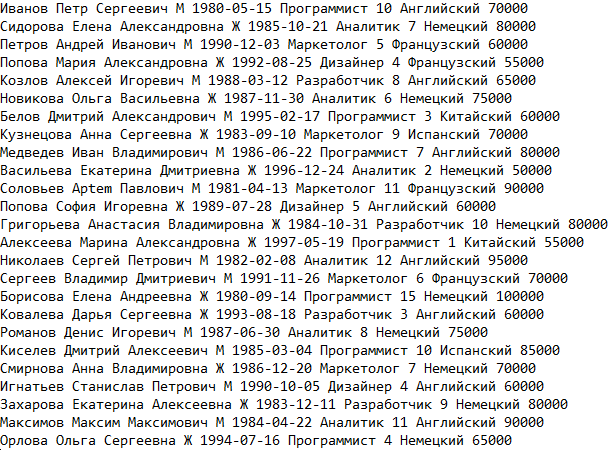 Иванов Петр Сергеевич М 1980-05-15 Программист 10 Английский 70000
Сидорова Елена Александровна Ж 1985-10-21 Аналитик 7 Немецкий 80000
Петров Андрей Иванович М 1990-12-03 Маркетолог 5 Французский 60000
Попова Мария Александровна Ж 1992-08-25 Дизайнер 4 Французский 55000
Козлов Алексей Игоревич М 1988-03-12 Разработчик 8 Английский 65000
Новикова Ольга Васильевна Ж 1987-11-30 Аналитик 6 Немецкий 75000
Белов Дмитрий Александрович М 1995-02-17 Программист 3 Китайский 60000
Кузнецова Анна Сергеевна Ж 1983-09-10 Маркетолог 9 Испанский 70000
Медведев Иван Владимирович М 1986-06-22 Программист 7 Английский 80000
Васильева Екатерина Дмитриевна Ж 1996-12-24 Аналитик 2 Немецкий 50000
Соловьев Артем Павлович М 1981-04-13 Маркетолог 11 Французский 90000
Попова София Игоревна Ж 1989-07-28 Дизайнер 5 Английский 60000
Григорьева Анастасия Владимировна Ж 1984-10-31 Разработчик 10 Немецкий 80000
Алексеева Марина Александровна Ж 1997-05-19 Программист 1 Китайский 55000
Николаев Сергей Петрович М 1982-02-08 Аналитик 12 Английский 95000
Сергеев Владимир Дмитриевич М 1991-11-26 Маркетолог 6 Французский 70000
Борисова Елена Андреевна Ж 1980-09-14 Программист 15 Немецкий 100000
Ковалева Дарья Сергеевна Ж 1993-08-18 Разработчик 3 Английский 60000
Романов Денис Игоревич М 1987-06-30 Аналитик 8 Немецкий 75000
Киселев Дмитрий Алексеевич М 1985-03-04 Программист 10 Испанский 85000
Смирнова Анна Владимировна Ж 1986-12-20 Маркетолог 7 Немецкий 70000
Игнатьев Станислав Петрович М 1990-10-05 Дизайнер 4 Английский 60000
Захарова Екатерина Алексеевна Ж 1983-12-11 Разработчик 9 Немецкий 80000
Максимов Максим Максимович М 1984-04-22 Аналитик 11 Английский 90000
Орлова Ольга Сергеевна Ж 1994-07-16 Программист 4 Немецкий 65000